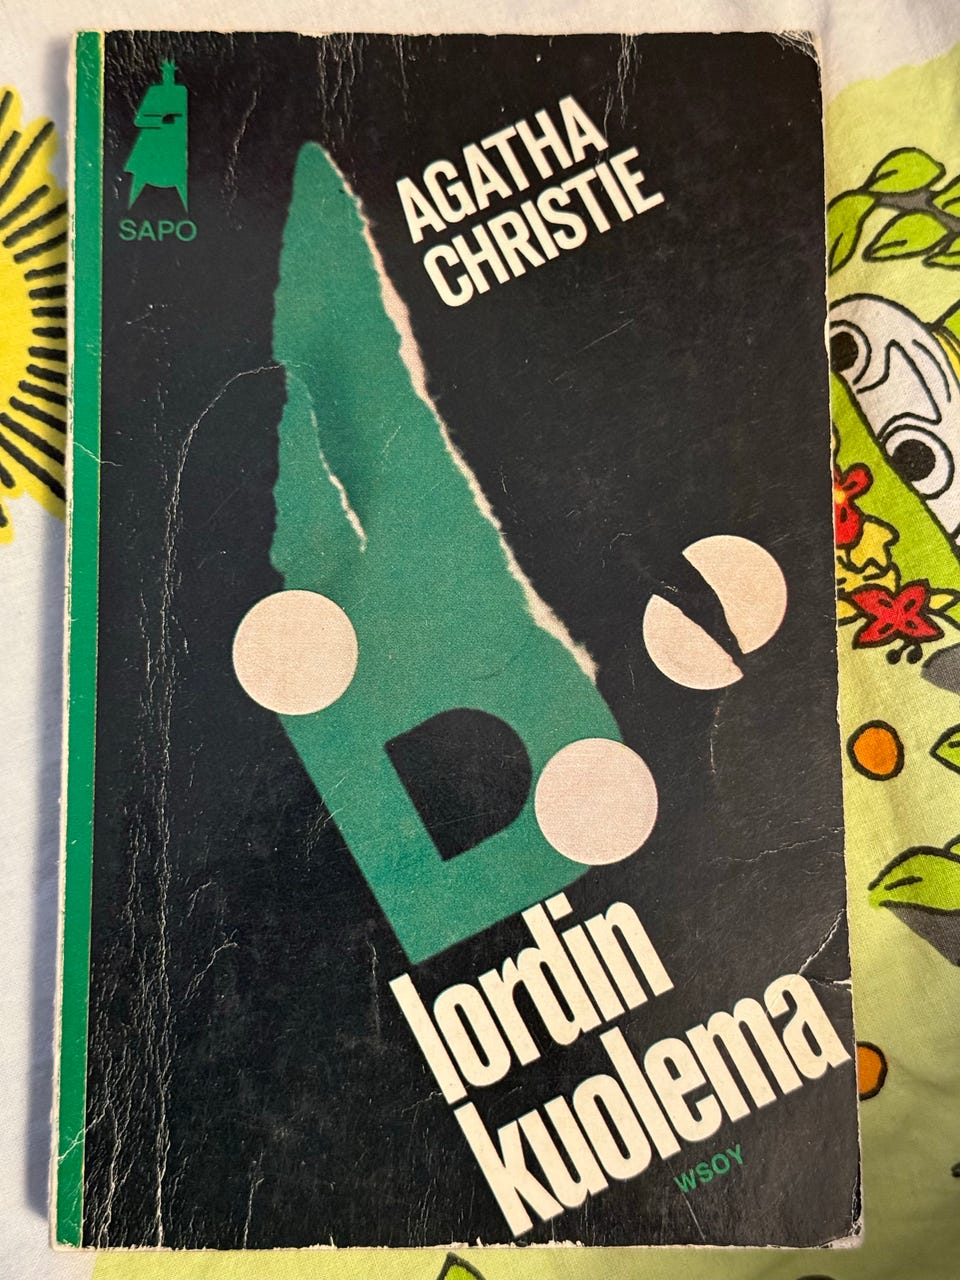 SAPO
AGATHA
CHRISTIE
D
lordin
kuolema
WSOY